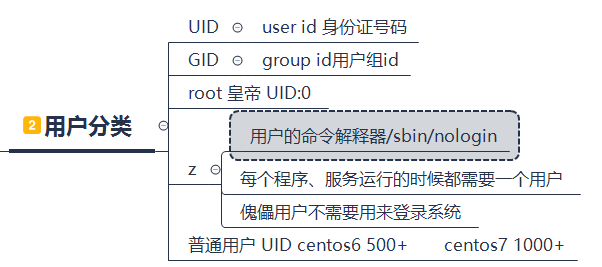 UID user id 身份证号码
GID group id用户组id
root 皇帝 UID:0
2 用户分类
用户的命令解释器/sbin/nologin
z
每个程序、服务运行的时候都需要一个用户
傀儡用户不需要用来登录系统
普通用户 UID centos6 500+ centos7 1000+